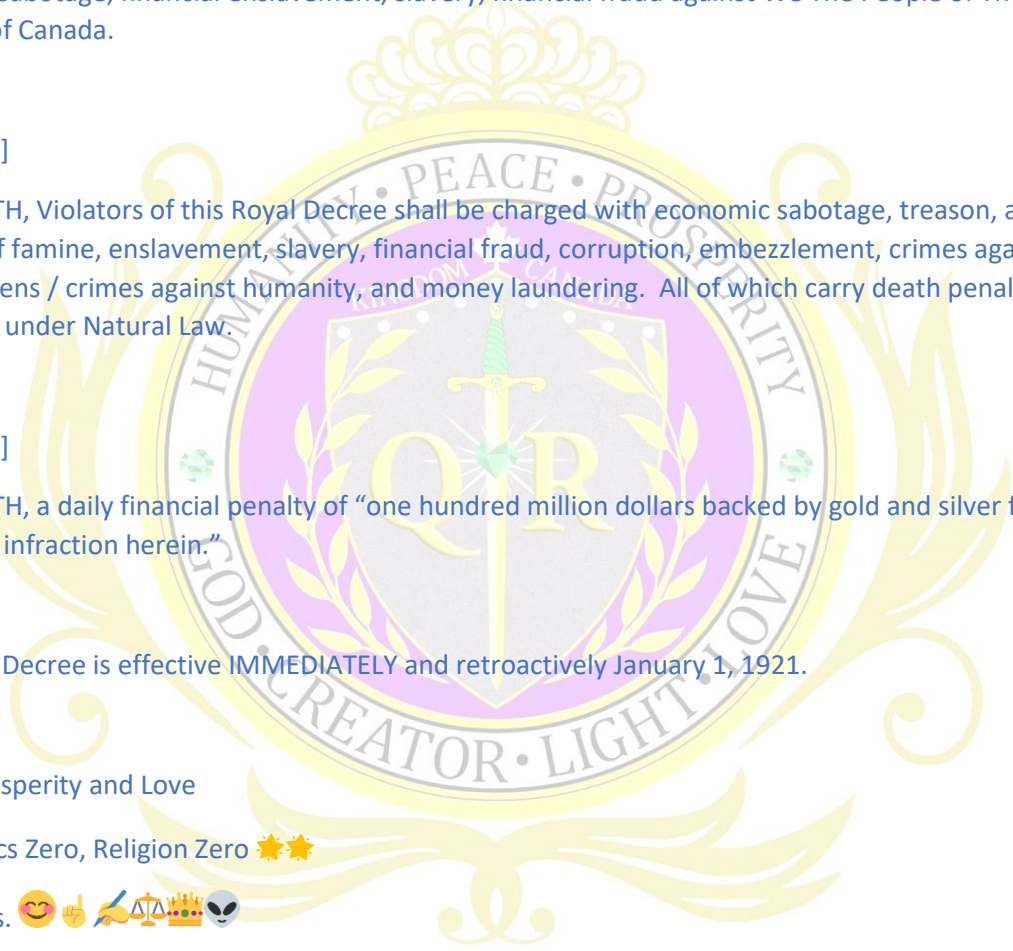 of Canada.
]
TH, Violators of this Royal Decree shall be charged with economic sabotage, treason, a
f famine, enslavement, slavery, financial fraud, corruption, embezzlement, crimes aga
ens / crimes against humanity, and money laundering.  All of which carry death penal
under Natural Law.
]
TH, a daily financial penalty of “one hundred million dollars backed by gold and silver f
infraction herein.”
Decree is effective IMMEDIATELY and retroactively January 1, 1921.
sperity and Love
cs Zero, Religion Zero 🌟🌟
s. 😊☝️✍️⚖️👑👽
HUMANITY • PEACE • PROSPERITY
KINGDOM CANADA
Q R
GOD • CREATOR • LIGHT • LOVE